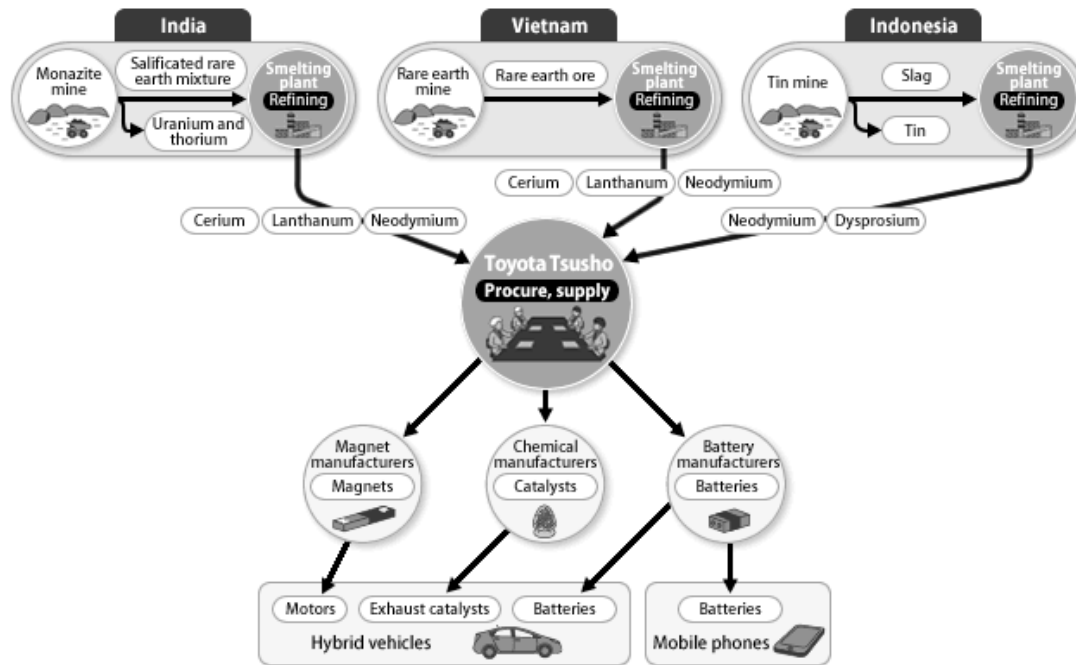 India
Monazite
mine
Salificated rare
earth mixture
Uranium and
thorium
Smelting
plant
Refining
Vietnam
Rare earth
mine
Rare earth ore
Smelting
plant
Refining
Indonesia
Tin mine
Slag
Tin
Smelting
plant
Refining
Cerium
Lanthanum
Neodymium
Cerium
Lanthanum
Neodymium
Neodymium
Dysprosium
Toyota Tsusho
Procure, supply
Magnet
manufacturers
Magnets
Chemical
manufacturers
Catalysts
Battery
manufacturers
Batteries
Motors
Exhaust catalysts
Batteries
Hybrid vehicles
Batteries
Mobile phones